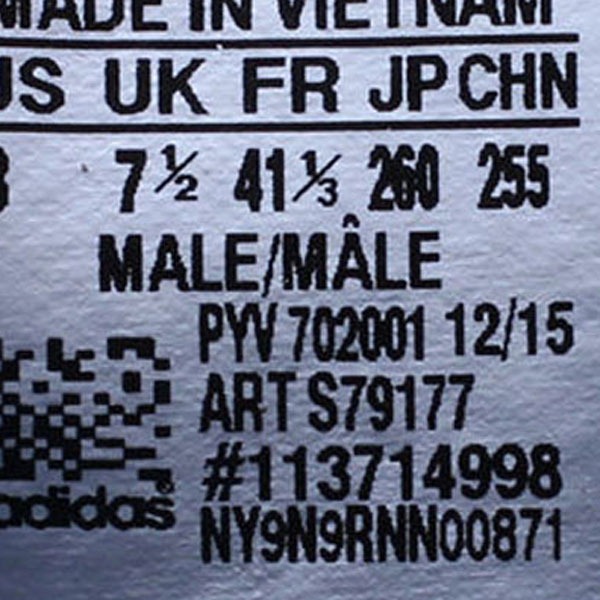 MADE IN VIETNAM
US UK FR JP CHN
8 7½ 41⅓ 260 255
MALE/MÂLE
PYV 702001 12/15
ART S79177
#113714998
adidas®
NY9N9RNN00871